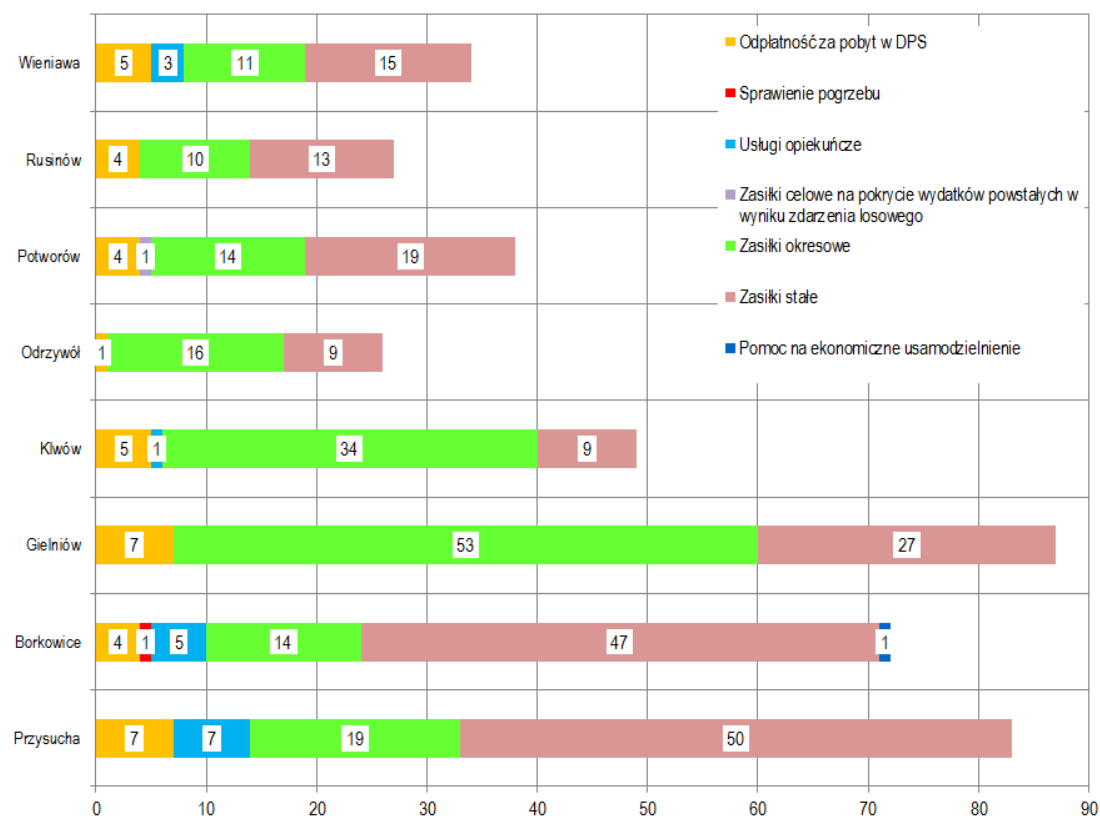 Wieniawa
5
3
11
15
Rusinów
4
10
13
Potworów
4
1
14
19
Odrzywół
1
16
9
Klwów
5
1
34
9
Gielniów
7
53
27
Borkowice
4
1
5
14
47
1
Przysucha
7
7
19
50
0
10
20
30
40
50
60
70
80
90
Odpłatność za pobyt w DPS
Sprawienie pogrzebu
Usługi opiekuńcze
Zasiłki celowe na pokrycie wydatków powstałych w
wyniku zdarzenia losowego
Zasiłki okresowe
Zasiłki stałe
Pomoc na ekonomiczne usamodzielnienie